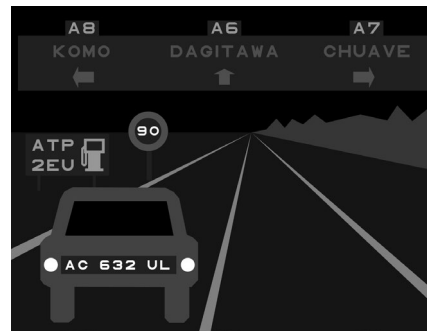 A8 A6 A7
KOMO DAGITAWA CHUAVE
90
ATP
2EU
AC 632 UL